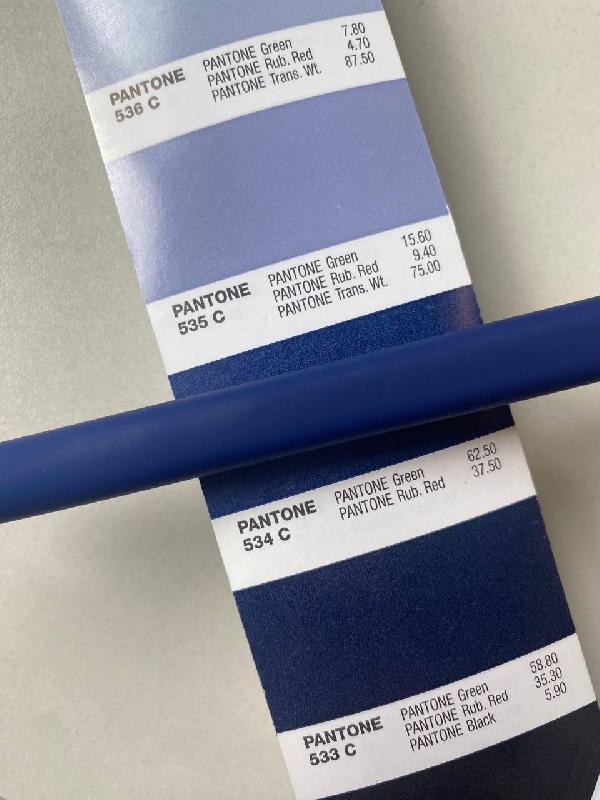 PANTONE
536 C
PANTONE Green 7.80
PANTONE Rub. Red 4.70
PANTONE Trans. Wt. 87.50
PANTONE
535 C
PANTONE Green 15.60
PANTONE Rub. Red 9.40
PANTONE Trans. Wt. 75.00
PANTONE
534 C
PANTONE Green 62.50
PANTONE Rub. Red 37.50
PANTONE
533 C
PANTONE Green 58.80
PANTONE Rub. Red 35.30
PANTONE Black 5.90